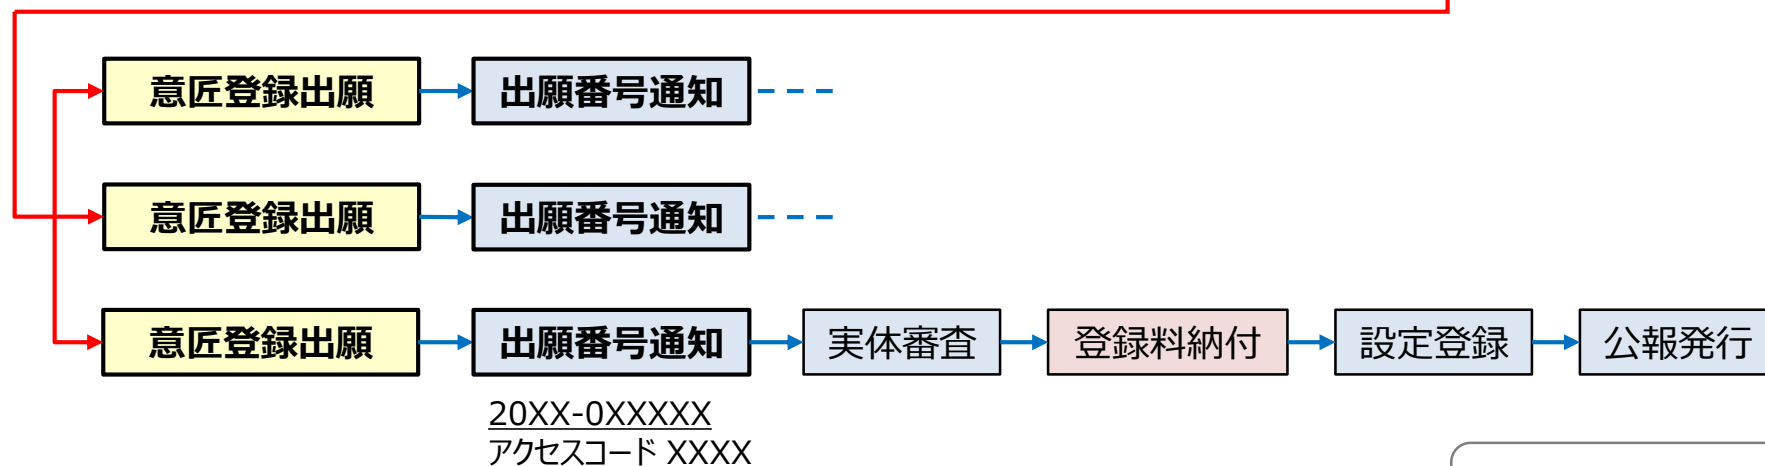 意匠登録出願 出願番号通知
意匠登録出願 出願番号通知
意匠登録出願 出願番号通知 実体審査 登録料納付 設定登録 公報発行
20XX-0XXXXX
アクセスコード XXXX